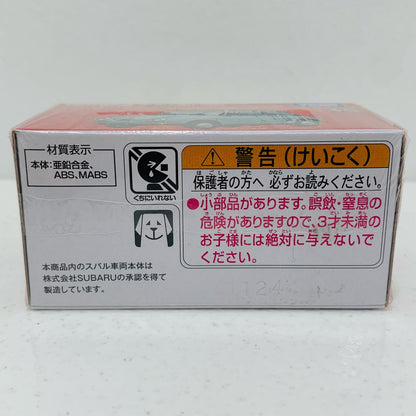 材質表示
本体：亜鉛合金、
ABS、MABS
くちにいれない
本商品内のスバル車両本体は
株式会社SUBARUの承認を得て
製造しています。
警告（けいこく）
保護者の方へ 必ずお読みください。
●小部品があります。誤飲・窒息の
危険がありますので、3才未満の
お子様には絶対に与えないで
ください。